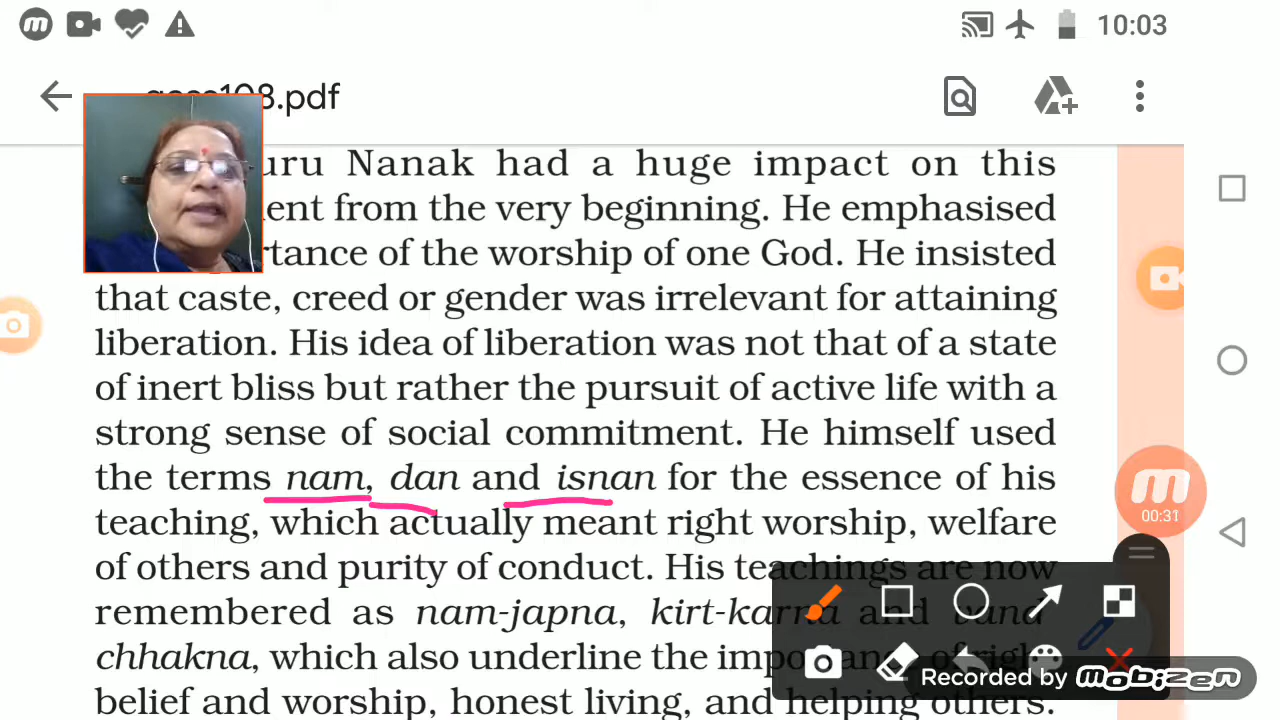 10:03
108.pdf
uru Nanak had a huge impact on this
ent from the very beginning. He emphasised
rtance of the worship of one God. He insisted
that caste, creed or gender was irrelevant for attaining
liberation. His idea of liberation was not that of a state
of inert bliss but rather the pursuit of active life with a
strong sense of social commitment. He himself used
the terms nam, dan and isnan for the essence of his
teaching, which actually meant right worship, welfare
of others and purity of conduct. His teachings are now
remembered as nam-japna, kirt-karna and vand
chhakna, which also underline the importance of right
belief and worship, honest living, and helping others.
00:31
Recorded by mobizen